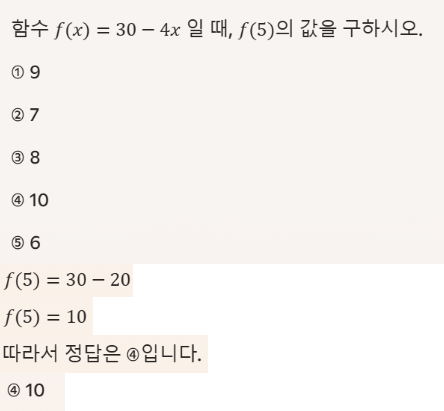 함수 f(x) = 30 − 4x 일 때, f(5)의 값을 구하시오.
① 9
② 7
③ 8
④ 10
⑤ 6
f(5) = 30 − 20
f(5) = 10
따라서 정답은 ④입니다.
④ 10